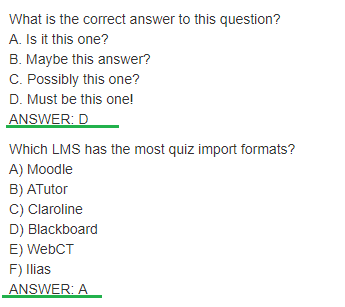 What is the correct answer to this question?
A. Is it this one?
B. Maybe this answer?
C. Possibly this one?
D. Must be this one!
ANSWER: D
Which LMS has the most quiz import formats?
A) Moodle
B) ATutor
C) Claroline
D) Blackboard
E) WebCT
F) Ilias
ANSWER: A